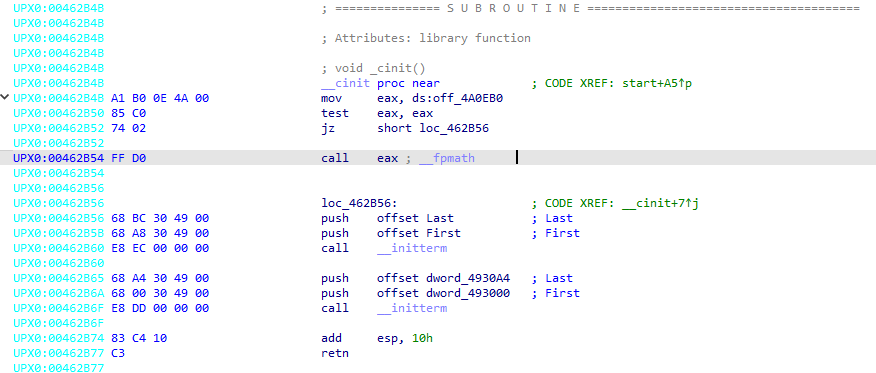 UPX0:00462B4B ; =============== S U B R O U T I N E =======================================
UPX0:00462B4B
UPX0:00462B4B ; Attributes: library function
UPX0:00462B4B
UPX0:00462B4B ; void _cinit()
UPX0:00462B4B __cinit proc near ; CODE XREF: start+A5↑p
UPX0:00462B4B A1 B0 0E 4A 00 mov eax, ds:off_4A0EB0
UPX0:00462B50 85 C0 test eax, eax
UPX0:00462B52 74 02 jz short loc_462B56
UPX0:00462B52
UPX0:00462B54 FF D0 call eax ; __fpmath
UPX0:00462B54
UPX0:00462B56
UPX0:00462B56 loc_462B56: ; CODE XREF: __cinit+7↑j
UPX0:00462B56 68 BC 30 49 00 push offset Last ; Last
UPX0:00462B5B 68 A8 30 49 00 push offset First ; First
UPX0:00462B60 E8 EC 00 00 00 call __initterm
UPX0:00462B60
UPX0:00462B65 68 A4 30 49 00 push offset dword_4930A4 ; Last
UPX0:00462B6A 68 00 30 49 00 push offset dword_493000 ; First
UPX0:00462B6F E8 DD 00 00 00 call __initterm
UPX0:00462B6F
UPX0:00462B74 83 C4 10 add esp, 10h
UPX0:00462B77 C3 retn
UPX0:00462B77